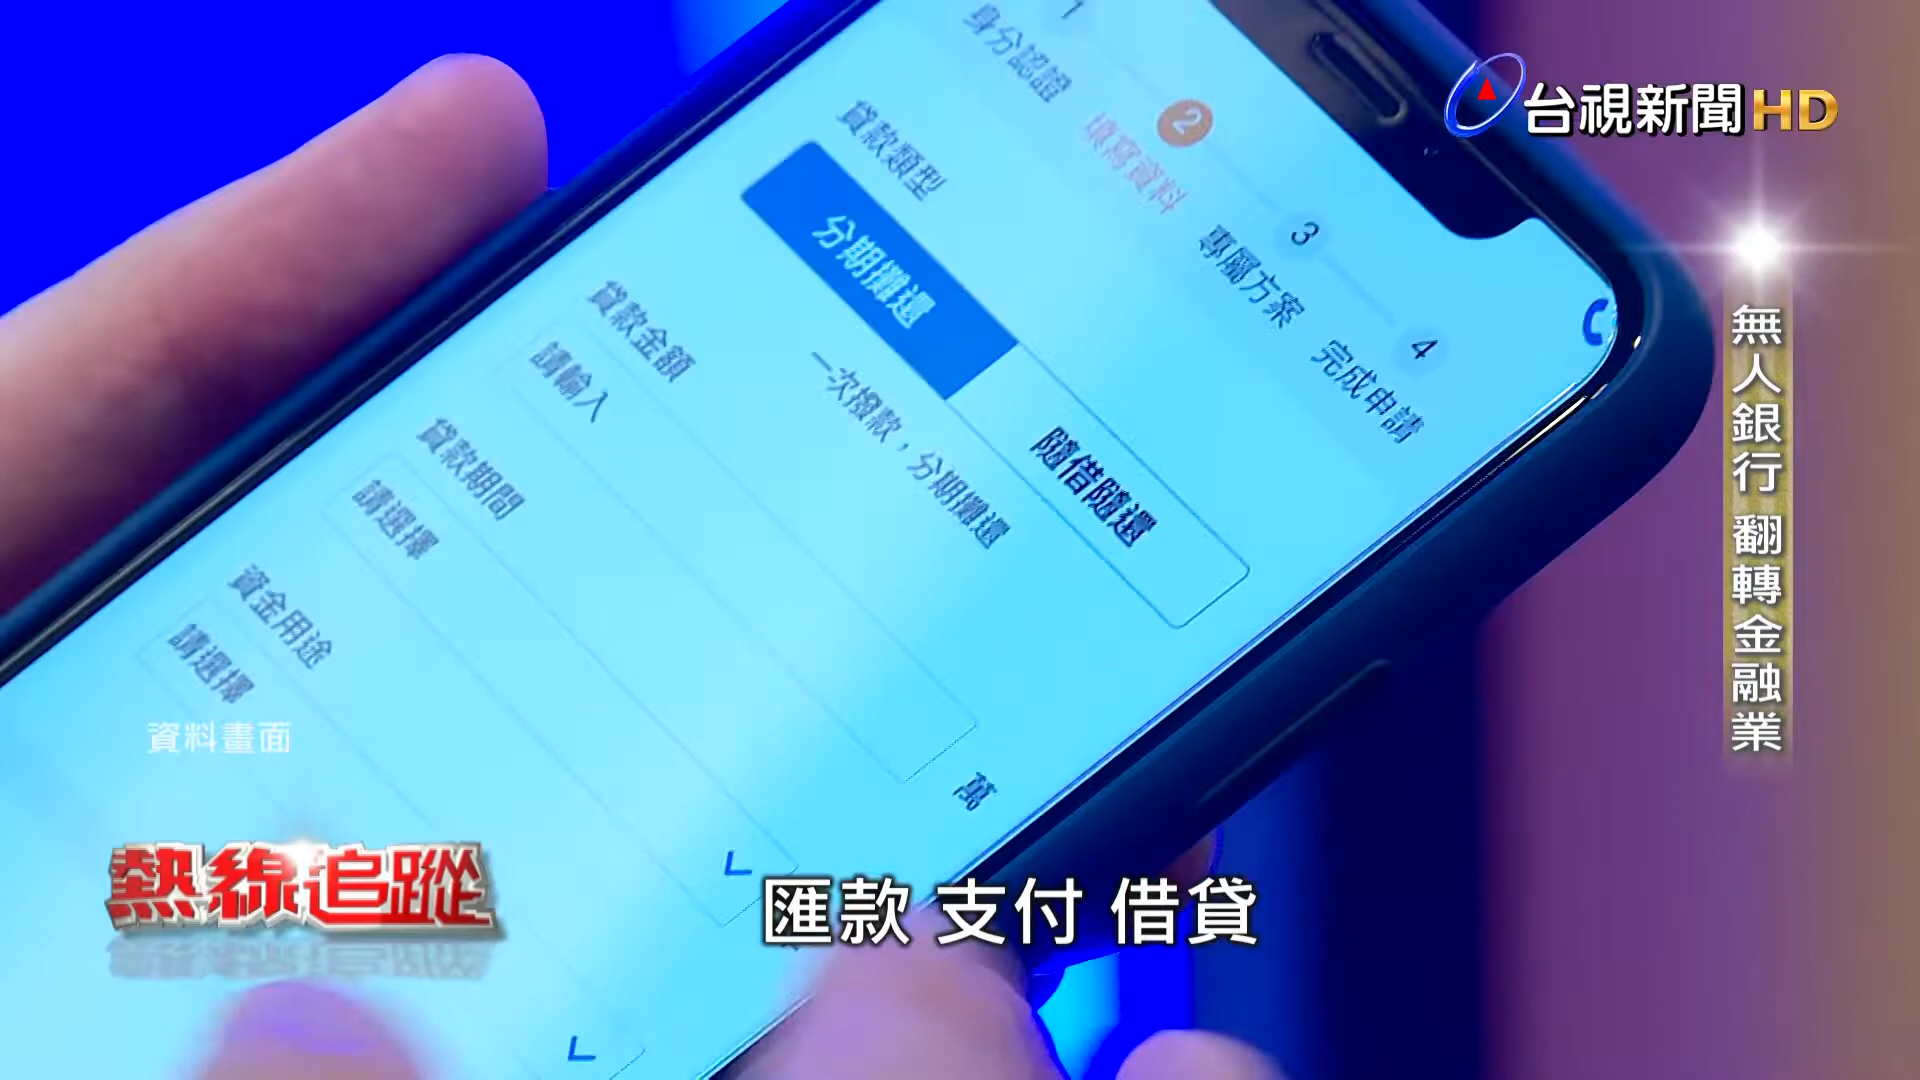 台視新聞HD
無人銀行 翻轉金融業
1
身分認證
2
填寫資料
3
專屬方案
4
完成申請
貸款類型
分期攤還
隨借隨還
一次撥款，分期攤還
貸款金額
請輸入
萬
貸款期間
請選擇
資金用途
請選擇
資料畫面
熱線追蹤
匯款 支付 借貸